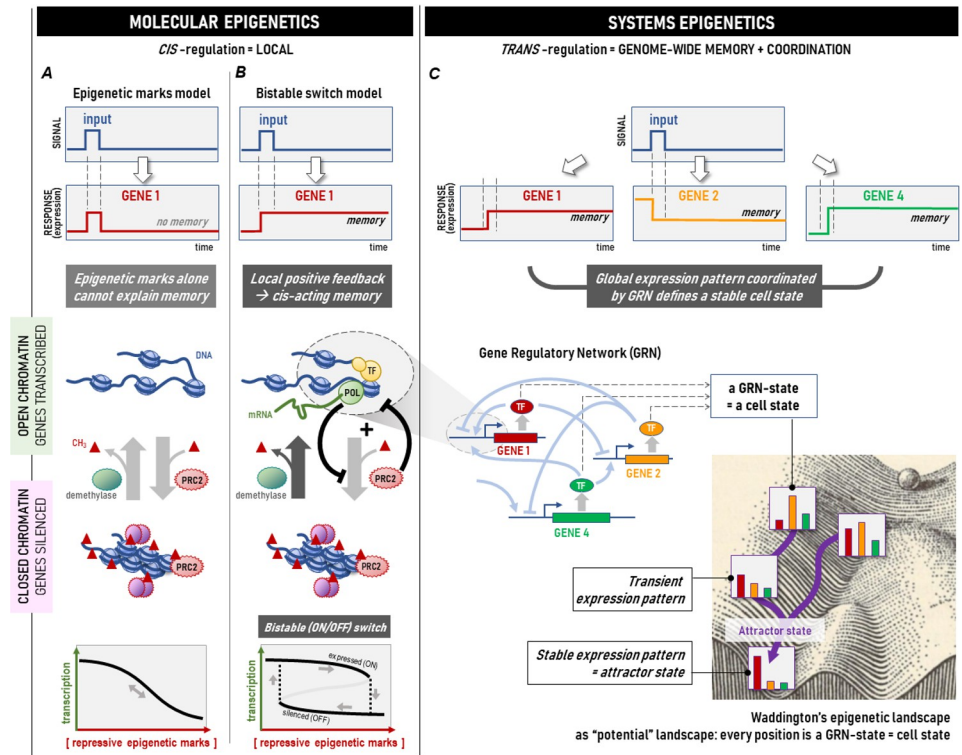 MOLECULAR EPIGENETICS
CIS -regulation = LOCAL
A
Epigenetic marks model
SIGNAL
input
RESPONSE
(expression)
GENE 1
no memory
time
Epigenetic marks alone
cannot explain memory
B
Bistable switch model
input
GENE 1
memory
time
Local positive feedback
→ cis-acting memory
OPEN CHROMATIN
GENES TRANSCRIBED
CLOSED CHROMATIN
GENES SILENCED
DNA
CH3
demethylase
PRC2
PRC2
TF
POL
mRNA
+
demethylase
PRC2
PRC2
Bistable (ON/OFF) switch
transcription
[ repressive epigenetic marks ]
transcription
expressed (ON)
silenced (OFF)
[ repressive epigenetic marks ]
SYSTEMS EPIGENETICS
TRANS -regulation = GENOME-WIDE MEMORY + COORDINATION
C
SIGNAL
input
RESPONSE
(expression)
GENE 1
memory
time
GENE 2
memory
time
GENE 4
memory
time
Global expression pattern coordinated
by GRN defines a stable cell state
Gene Regulatory Network (GRN)
TF
GENE 1
TF
GENE 2
TF
GENE 4
a GRN-state
= a cell state
Transient
expression pattern
Attractor state
Stable expression pattern
= attractor state
Waddington's epigenetic landscape
as "potential" landscape: every position is a GRN-state = cell state